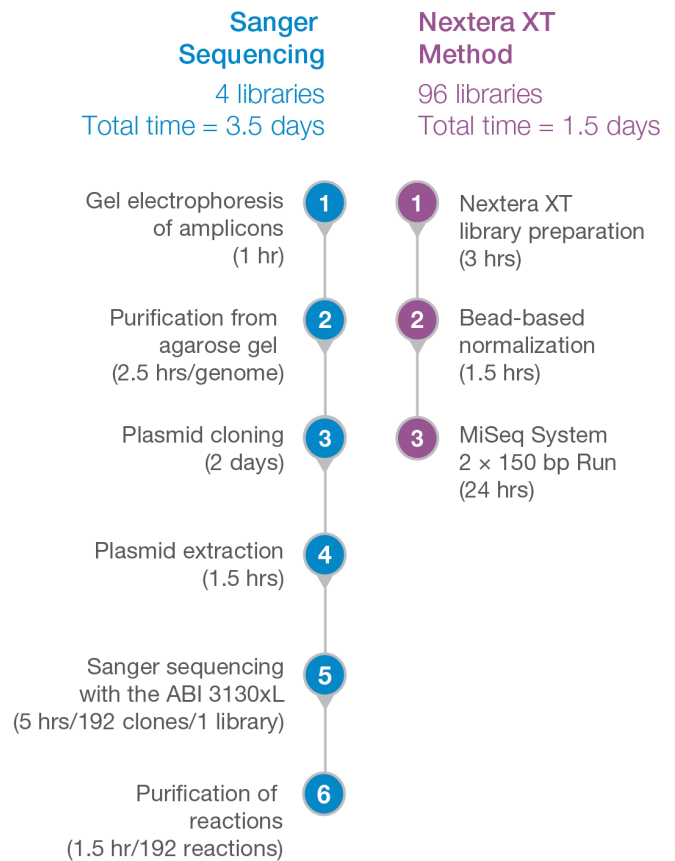 Sanger
Sequencing
4 libraries
Total time = 3.5 days
1
Gel electrophoresis
of amplicons
(1 hr)
2
Purification from
agarose gel
(2.5 hrs/genome)
3
Plasmid cloning
(2 days)
4
Plasmid extraction
(1.5 hrs)
5
Sanger sequencing
with the ABI 3130xL
(5 hrs/192 clones/1 library)
6
Purification of
reactions
(1.5 hr/192 reactions)
Nextera XT
Method
96 libraries
Total time = 1.5 days
1
Nextera XT
library preparation
(3 hrs)
2
Bead-based
normalization
(1.5 hrs)
3
MiSeq System
2 × 150 bp Run
(24 hrs)